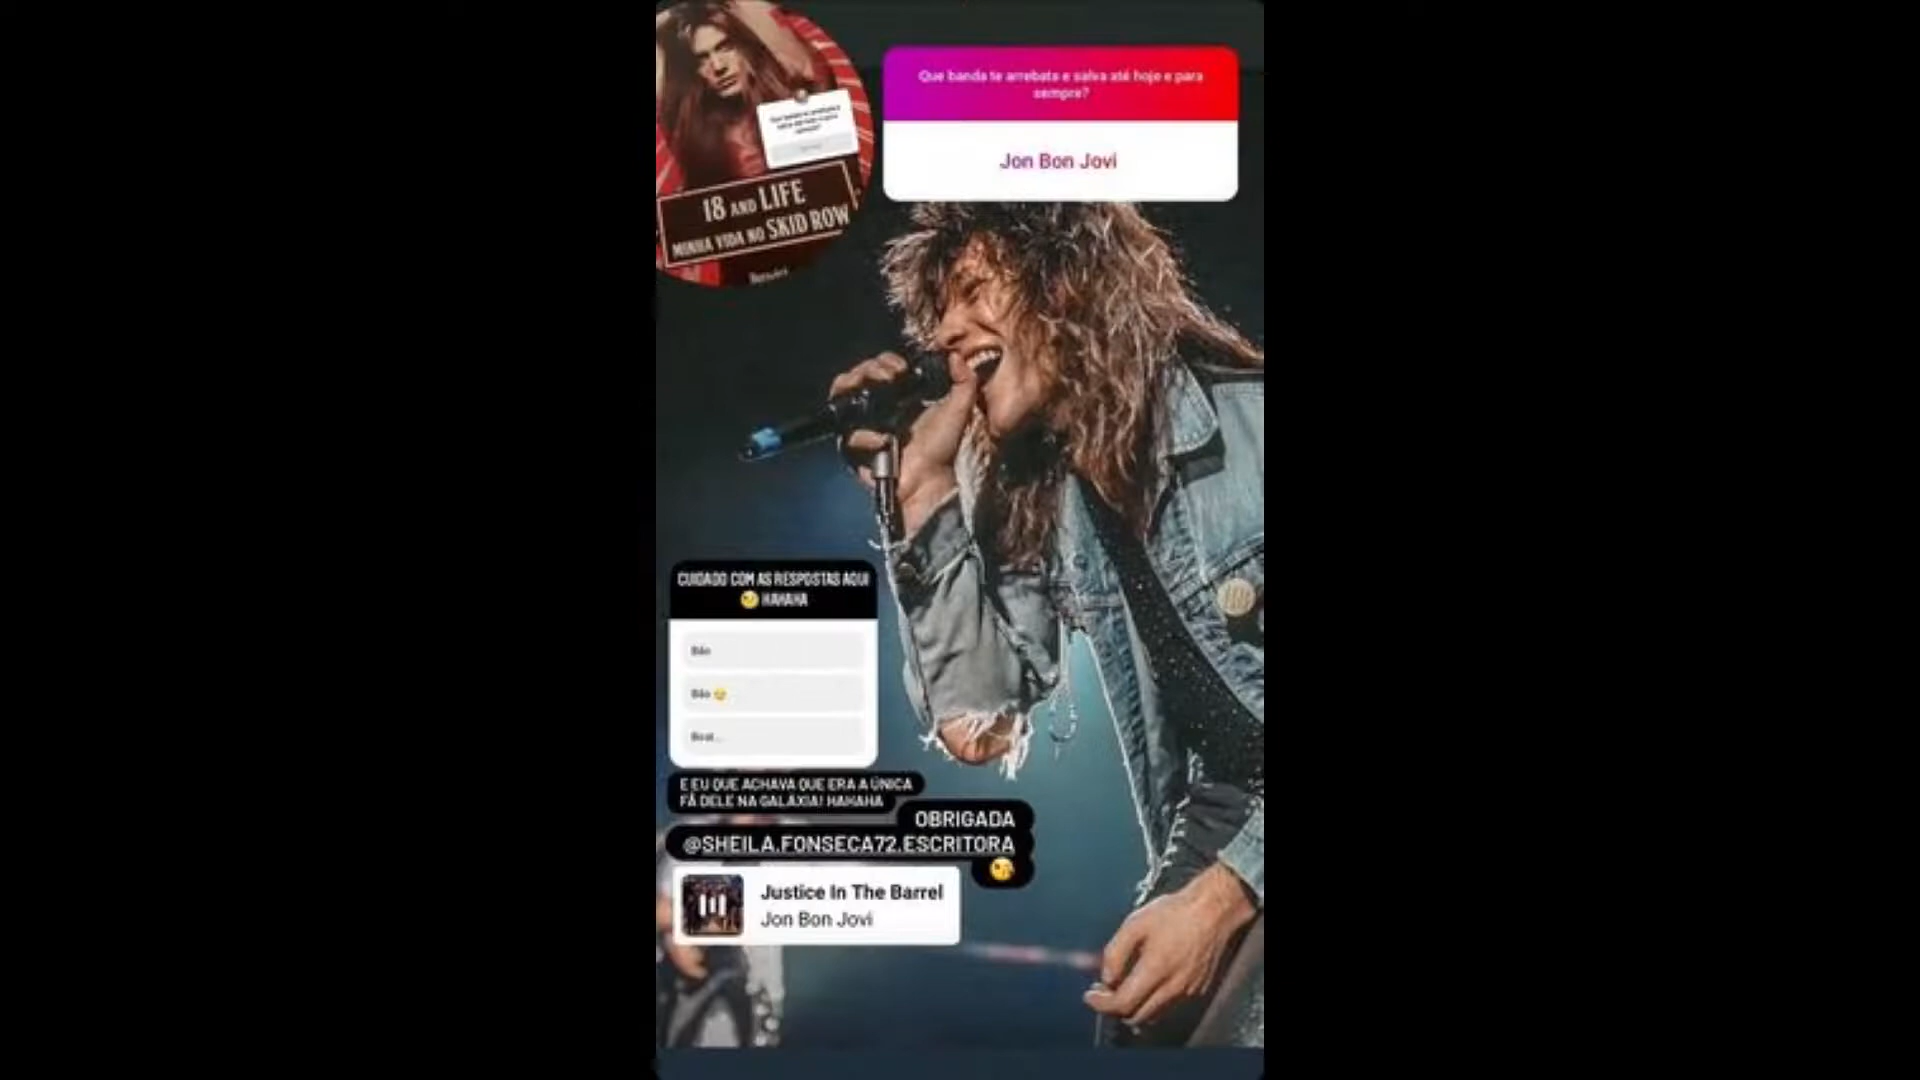 Que banda te arrebata e salva até hoje e para
sempre?
Jon Bon Jovi
18 AND LIFE
MINHA VIDA NO SKID ROW
CUIDADO COM AS RESPOSTAS AQUI
🧐 HAHAHA
Bão
Bão
E EU QUE ACHAVA QUE ERA A ÚNICA
FÃ DELE NA GALÁXIA! HAHAHA
OBRIGADA
@SHEILA.FONSECA72.ESCRITORA
😘
Justice In The Barrel
Jon Bon Jovi